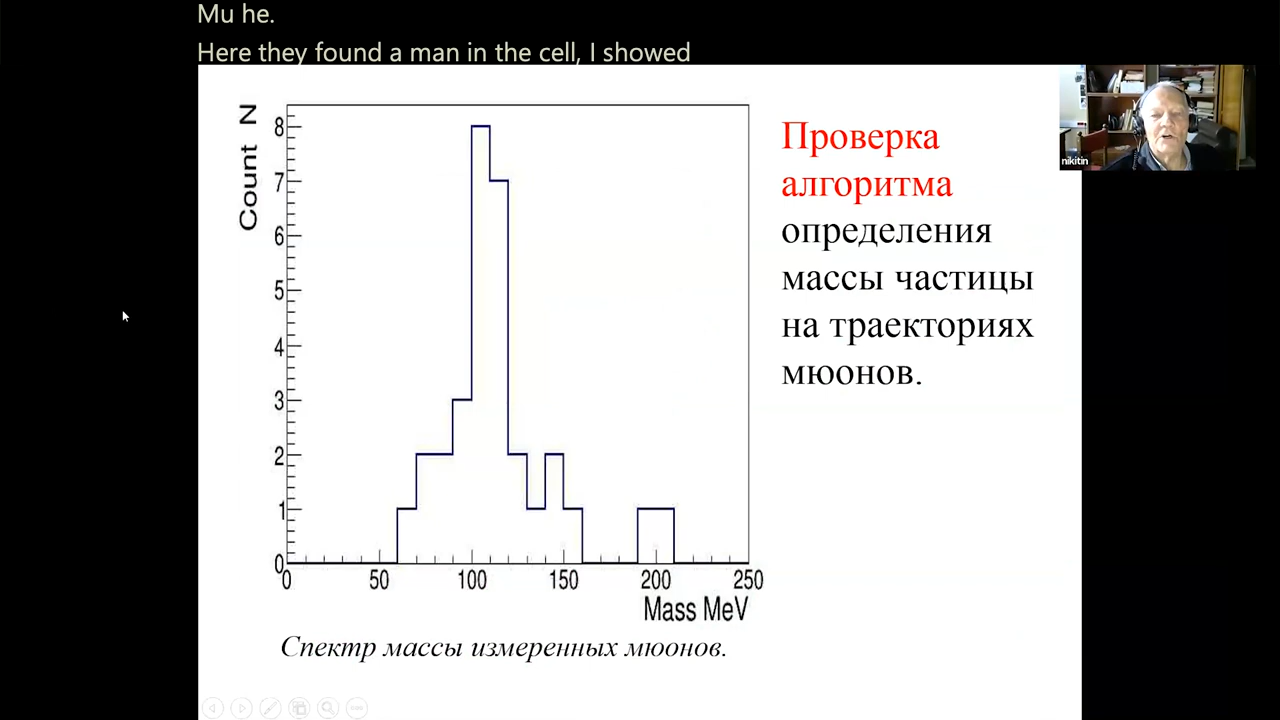 Mu he.
Here they found a man in the cell, I showed
Count N
8
7
6
5
4
3
2
1
0
0 50 100 150 200 250
Mass MeV
Спектр массы измеренных мюонов.
Проверка
алгоритма
определения
массы частицы
на траекториях
мюонов.
nikitin